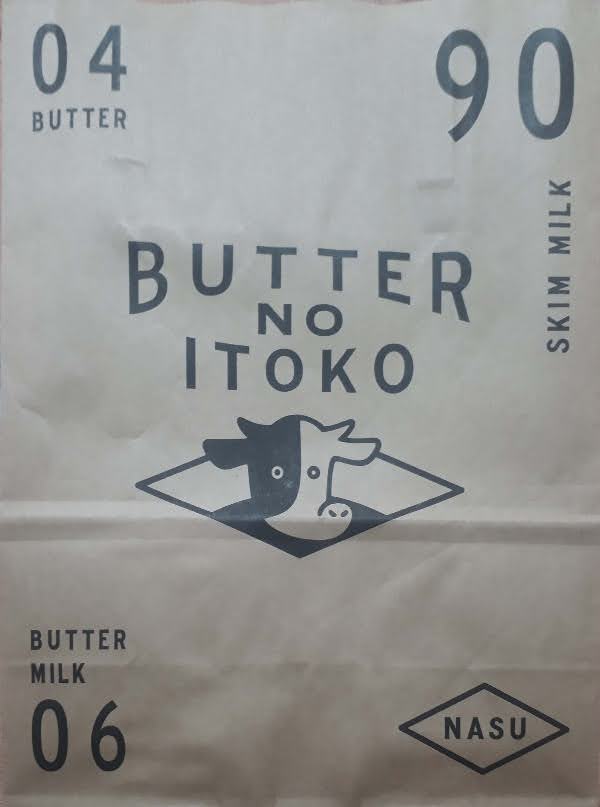 04
BUTTER
90
SKIM MILK
BUTTER
NO
ITOKO
BUTTER
MILK
06
NASU